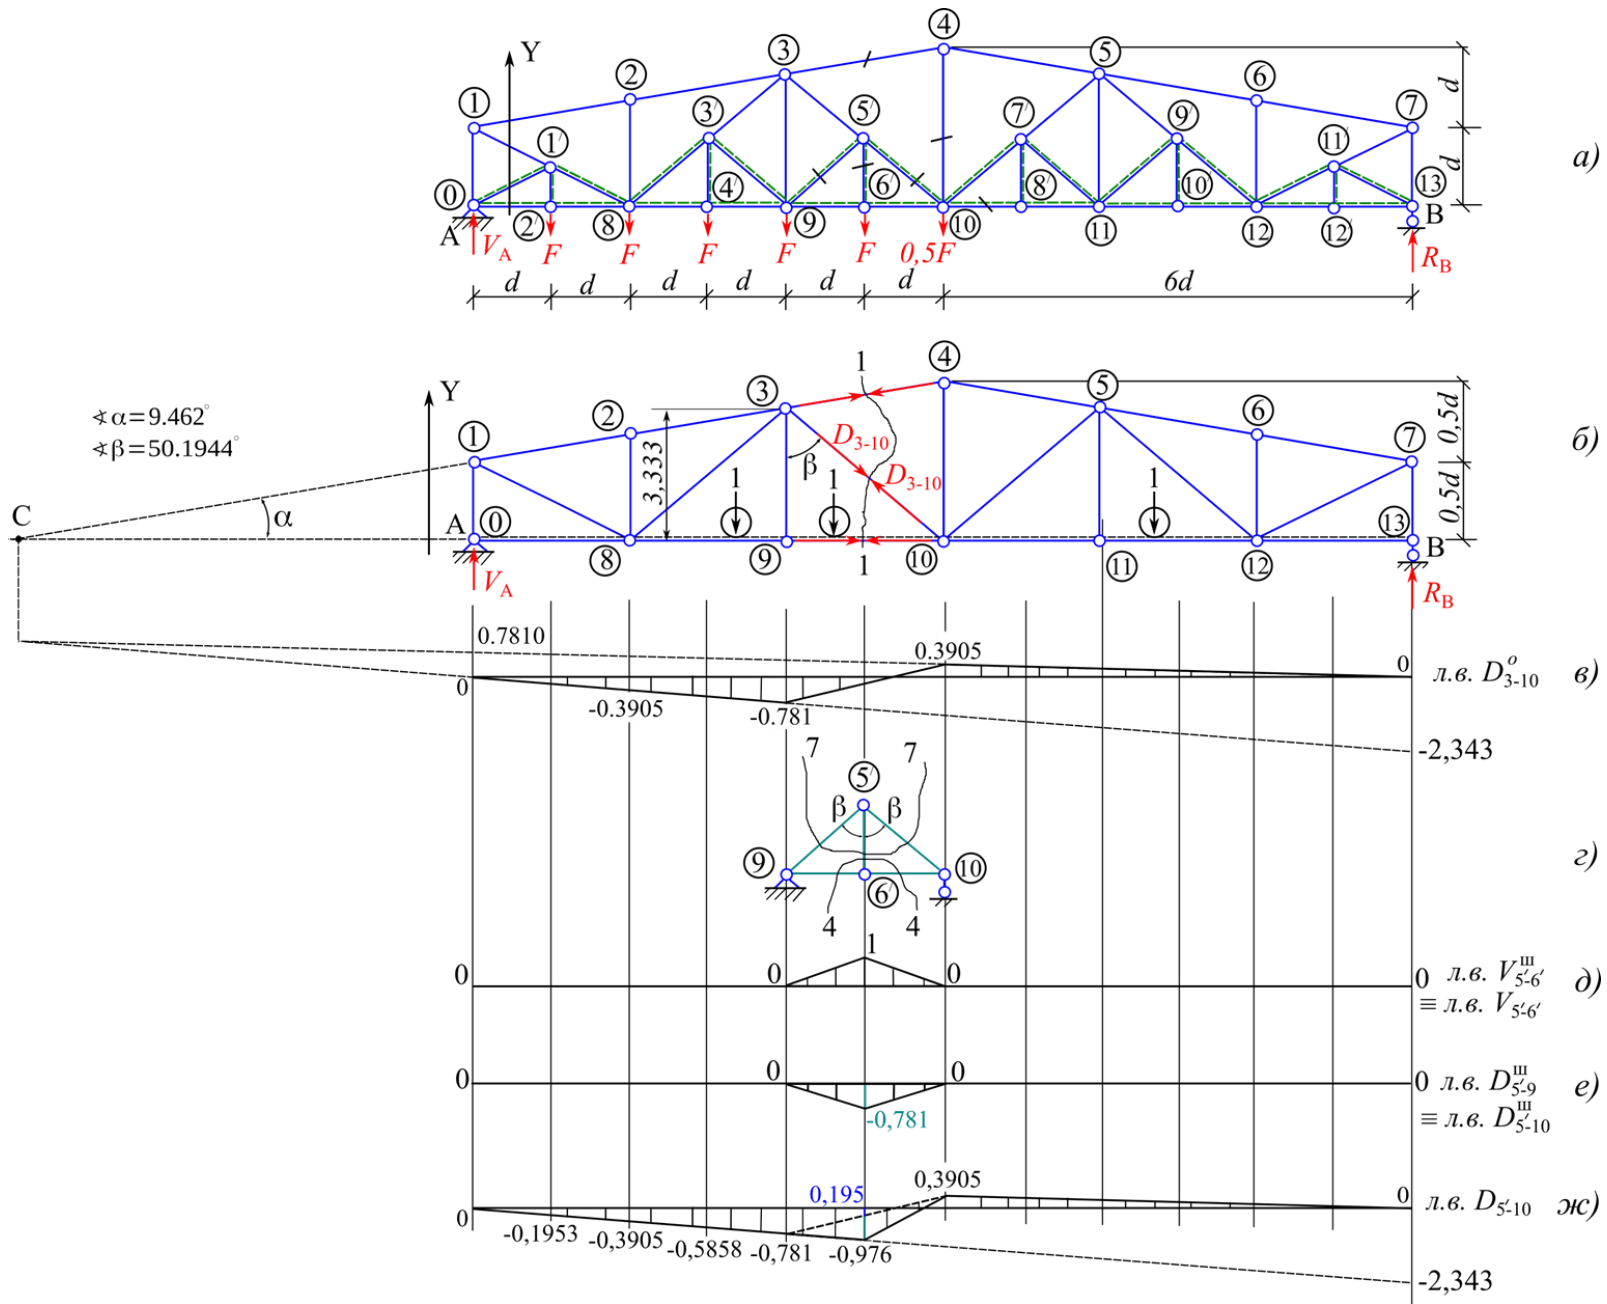 4
3
5
Y
2
6
1
7
d
а)
3′
5′
7′
9′
1′
11′
d
0
4′
6′
8′
10
13
A
V_A
2′
8
9
10
11
12
12′
B
F
F
F
F
F
0,5F
R_B
d
d
d
d
d
d
6d
∢α=9.462°
∢β=50.1944°
Y
1
4
3
5
2
6
1
7
0,5d
б)
3,333
β
D_3-10
D_3-10
1
1
1
0,5d
C
α
A
0
13
B
8
9
1
10
11
12
V_A
R_B
0.7810
0.3905
0
0
л.в. D^o_3-10
в)
-0.3905
-0.781
-2,343
7
7
5′
β
β
9
10
г)
6′
4
4
1
0
0
0
0
л.в. V^ш_5′-6′
д)
≡ л.в. V_5′-6′
0
0
0
0
л.в. D^ш_5′-9
е)
-0,781
≡ л.в. D^ш_5′-10
0,195
0,3905
0
0
л.в. D_5′-10
ж)
-0,1953
-0,3905
-0,5858
-0,781
-0,976
-2,343